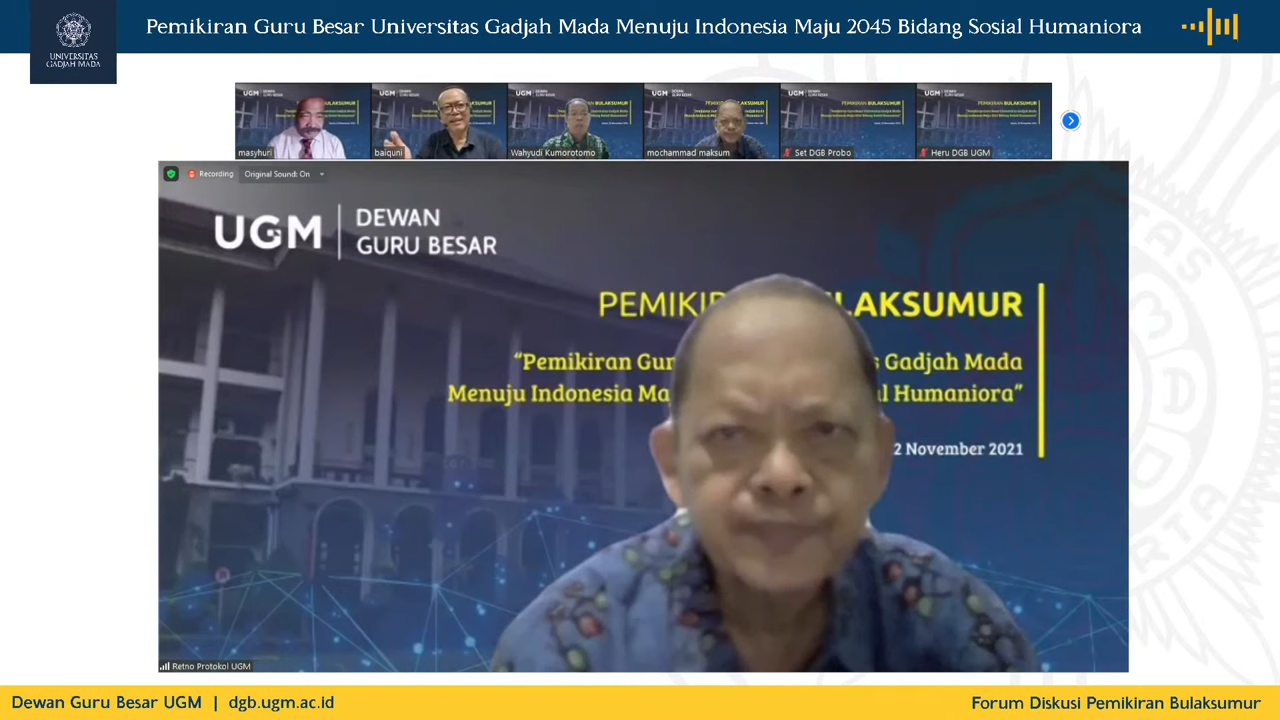 Pemikiran Guru Besar Universitas Gadjah Mada Menuju Indonesia Maju 2045 Bidang Sosial Humaniora
UNIVERSITAS
GADJAH MADA
masyhuri
baiquni
Wahyudi Kumorotomo
mochammad maksum
Set DGB Probo
Heru DGB UGM
Recording
Original Sound: On
UGM
DEWAN
GURU BESAR
LAKSUMUR
“Pemikiran
Gadjah Mada
Menuju Indonesia
Humaniora”
2 November 2021
Retno Protokol UGM
Dewan Guru Besar UGM | dgb.ugm.ac.id
Forum Diskusi Pemikiran Bulaksumur